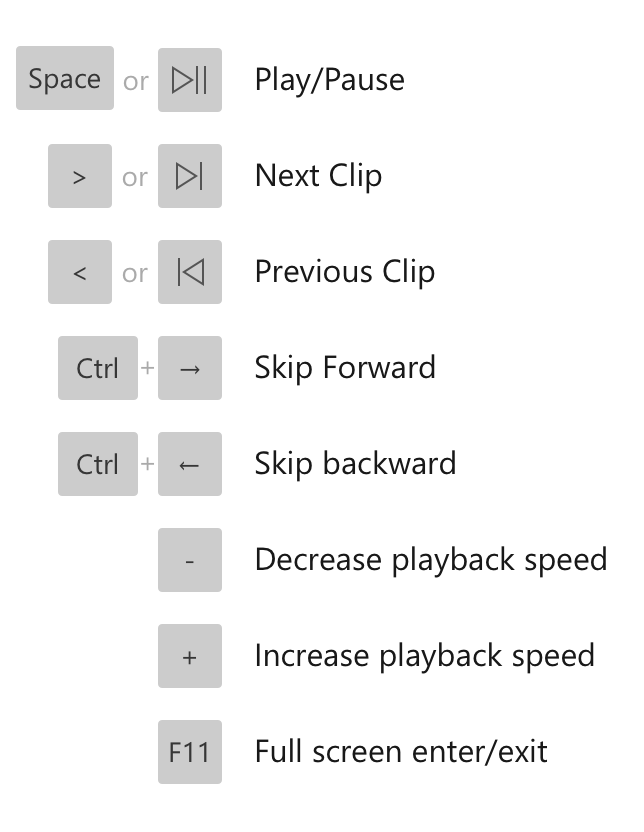 Space or Play/Pause
> or Next Clip
< or Previous Clip
Ctrl + → Skip Forward
Ctrl + ← Skip backward
- Decrease playback speed
+ Increase playback speed
F11 Full screen enter/exit